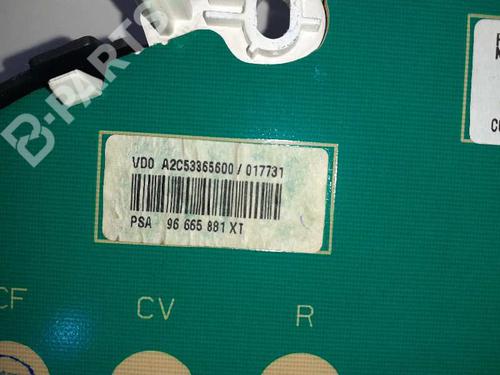 B-PARTS
VDO A2C53365600 / 017731
PSA 96 665 881 XT
CF
CV
R